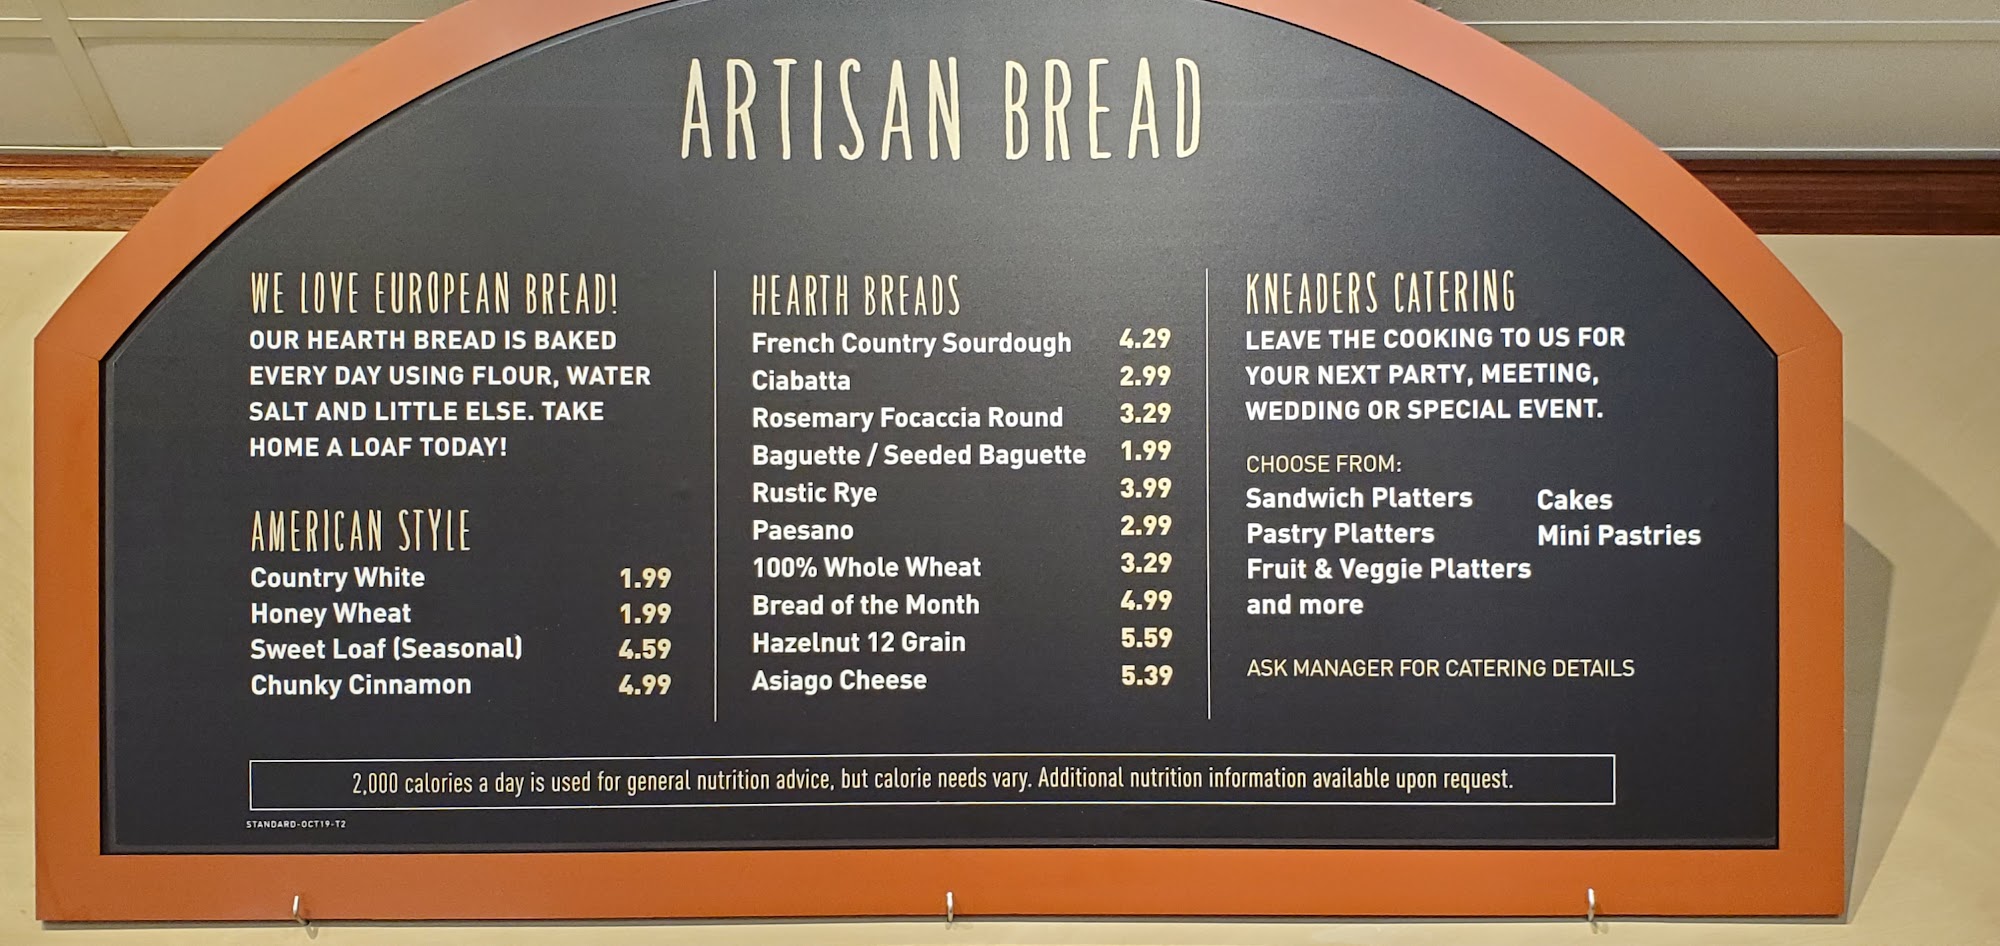 ARTISAN BREAD
WE LOVE EUROPEAN BREAD!
OUR HEARTH BREAD IS BAKED
EVERY DAY USING FLOUR, WATER
SALT AND LITTLE ELSE. TAKE
HOME A LOAF TODAY!
AMERICAN STYLE
Country White 1.99
Honey Wheat 1.99
Sweet Loaf (Seasonal) 4.59
Chunky Cinnamon 4.99
HEARTH BREADS
French Country Sourdough 4.29
Ciabatta 2.99
Rosemary Focaccia Round 3.29
Baguette / Seeded Baguette 1.99
Rustic Rye 3.99
Paesano 2.99
100% Whole Wheat 3.29
Bread of the Month 4.99
Hazelnut 12 Grain 5.59
Asiago Cheese 5.39
KNEADERS CATERING
LEAVE THE COOKING TO US FOR
YOUR NEXT PARTY, MEETING,
WEDDING OR SPECIAL EVENT.
CHOOSE FROM:
Sandwich Platters Cakes
Pastry Platters Mini Pastries
Fruit & Veggie Platters
and more
ASK MANAGER FOR CATERING DETAILS
2,000 calories a day is used for general nutrition advice, but calorie needs vary. Additional nutrition information available upon request.
STANDARD-OCT19-T2